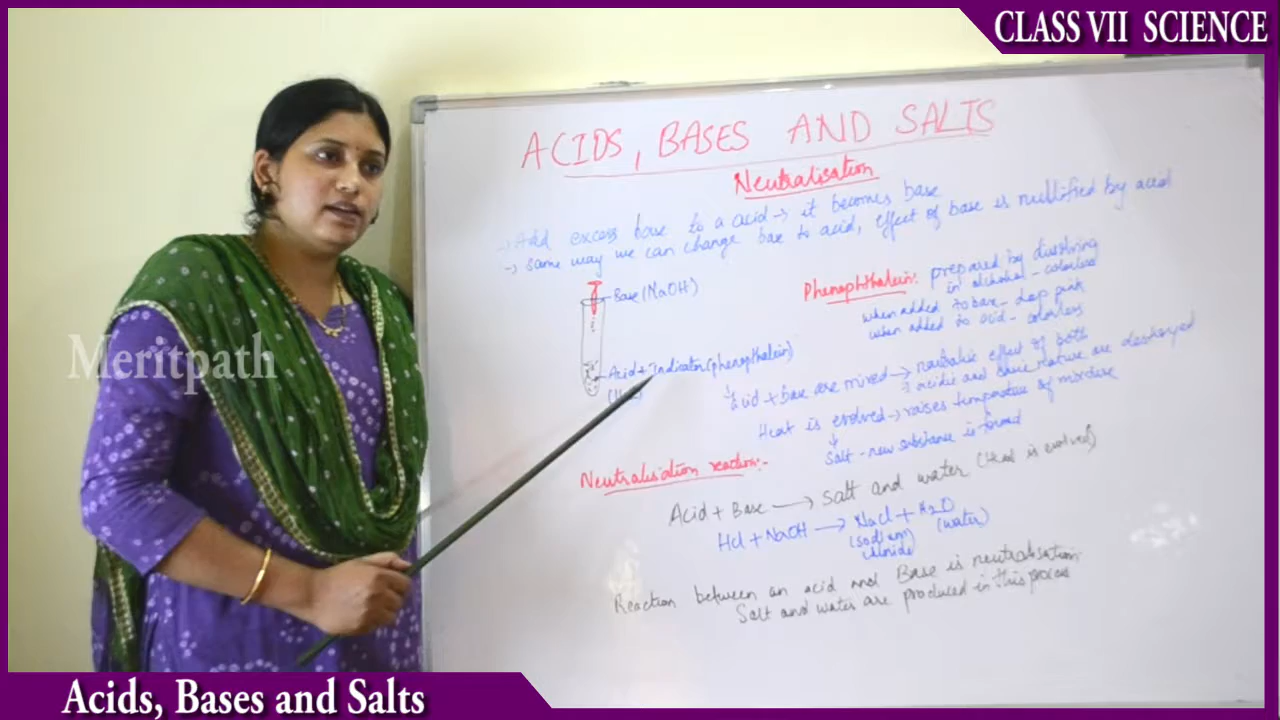 CLASS VII SCIENCE
ACIDS, BASES AND SALTS
Neutralisation
→ Add excess base to a acid → it becomes base
→ same way we can change base to acid, effect of base is nullified by acid
Base (NaOH)
Acid + Indicator (phenopthalein)
Phenophthalein:- prepared by dissolving
in alchohol - colorless
when added to base - deep pink
when added to acid - colorless
acid + base are mixed → neutralise effect of both
acidic and basic nature are destroyed
Heat is evolved → raises temperature of mixture
↓
Salt - new substance is formed
Neutralisation reaction:-
Acid + Base → Salt and water (Heat is evolved)
Hcl + NaOH → Nacl + H2O
(sodium chloride) (water)
Reaction between an acid and Base is neutralisation
Salt and water are produced in this process
Meritpath
Acids, Bases and Salts